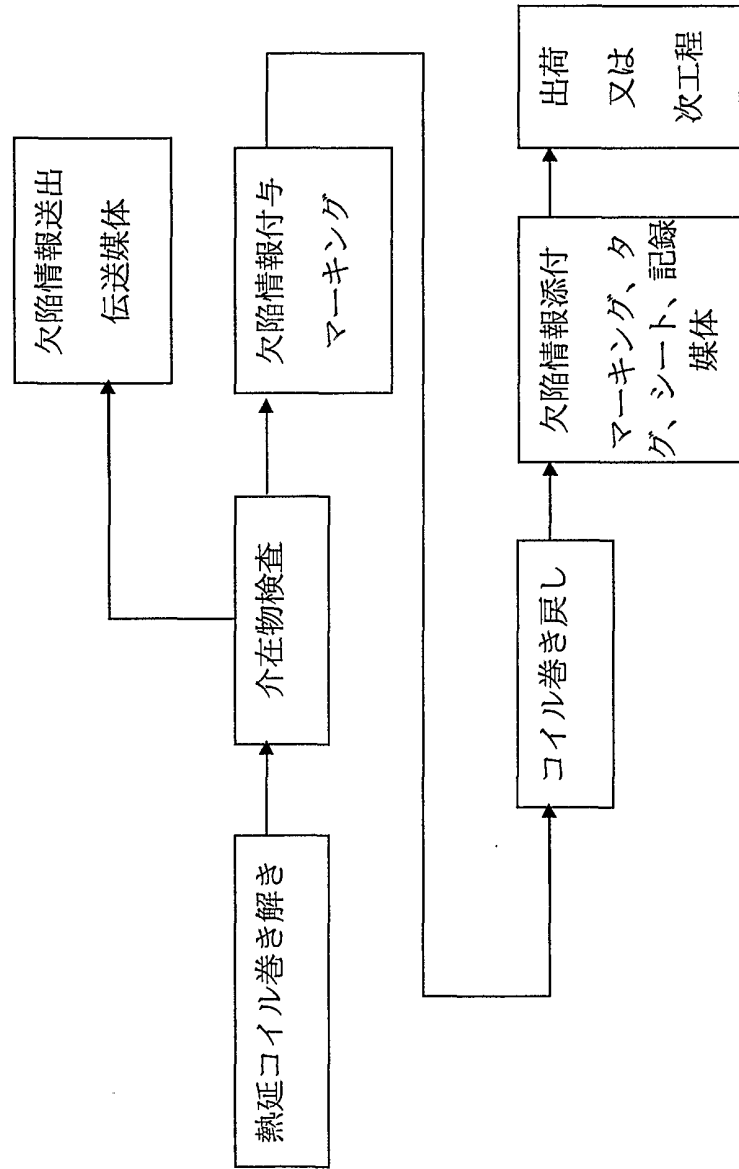 熱延コイル巻き解き
介在物検査
欠陥情報送出
伝送媒体
欠陥情報付与
マーキング
コイル巻き戻し
欠陥情報添付
マーキング、タ
グ、シート、記録
媒体
出荷
又は
次工程